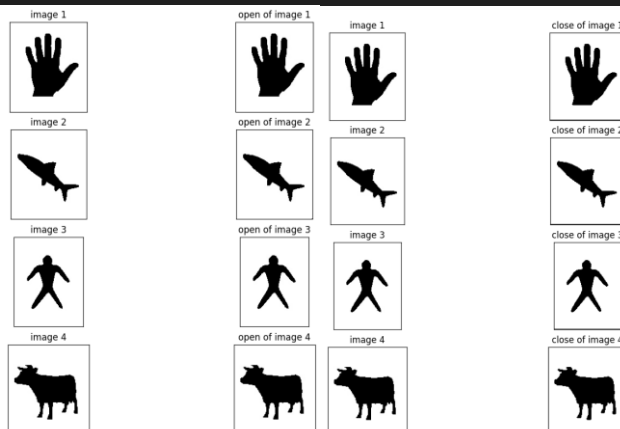 image 1
open of image 1
image 1
close of image 1
image 2
open of image 2
image 2
close of image 2
image 3
open of image 3
image 3
close of image 3
image 4
open of image 4
image 4
close of image 4